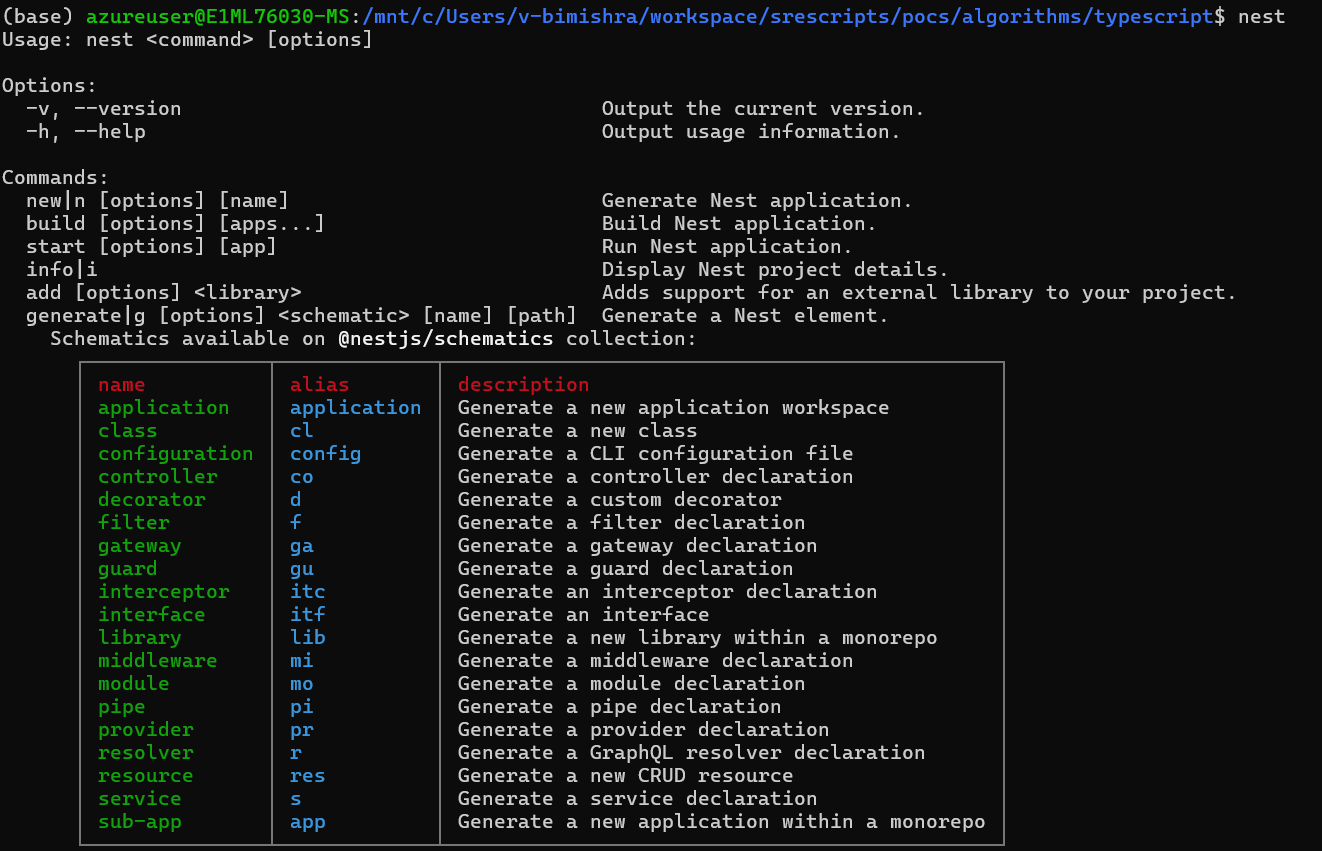 (base) azureuser@E1ML76030-MS:/mnt/c/Users/v-bimishra/workspace/srescripts/pocs/algorithms/typescript$ nest
Usage: nest <command> [options]

Options:
  -v, --version                                   Output the current version.
  -h, --help                                      Output usage information.

Commands:
  new|n [options] [name]                          Generate Nest application.
  build [options] [apps...]                       Build Nest application.
  start [options] [app]                           Run Nest application.
  info|i                                          Display Nest project details.
  add [options] <library>                         Adds support for an external library to your project.
  generate|g [options] <schematic> [name] [path]  Generate a Nest element.
    Schematics available on @nestjs/schematics collection:
name alias description
application application Generate a new application workspace
class cl Generate a new class
configuration config Generate a CLI configuration file
controller co Generate a controller declaration
decorator d Generate a custom decorator
filter f Generate a filter declaration
gateway ga Generate a gateway declaration
guard gu Generate a guard declaration
interceptor itc Generate an interceptor declaration
interface itf Generate an interface
library lib Generate a new library within a monorepo
middleware mi Generate a middleware declaration
module mo Generate a module declaration
pipe pi Generate a pipe declaration
provider pr Generate a provider declaration
resolver r Generate a GraphQL resolver declaration
resource res Generate a new CRUD resource
service s Generate a service declaration
sub-app app Generate a new application within a monorepo